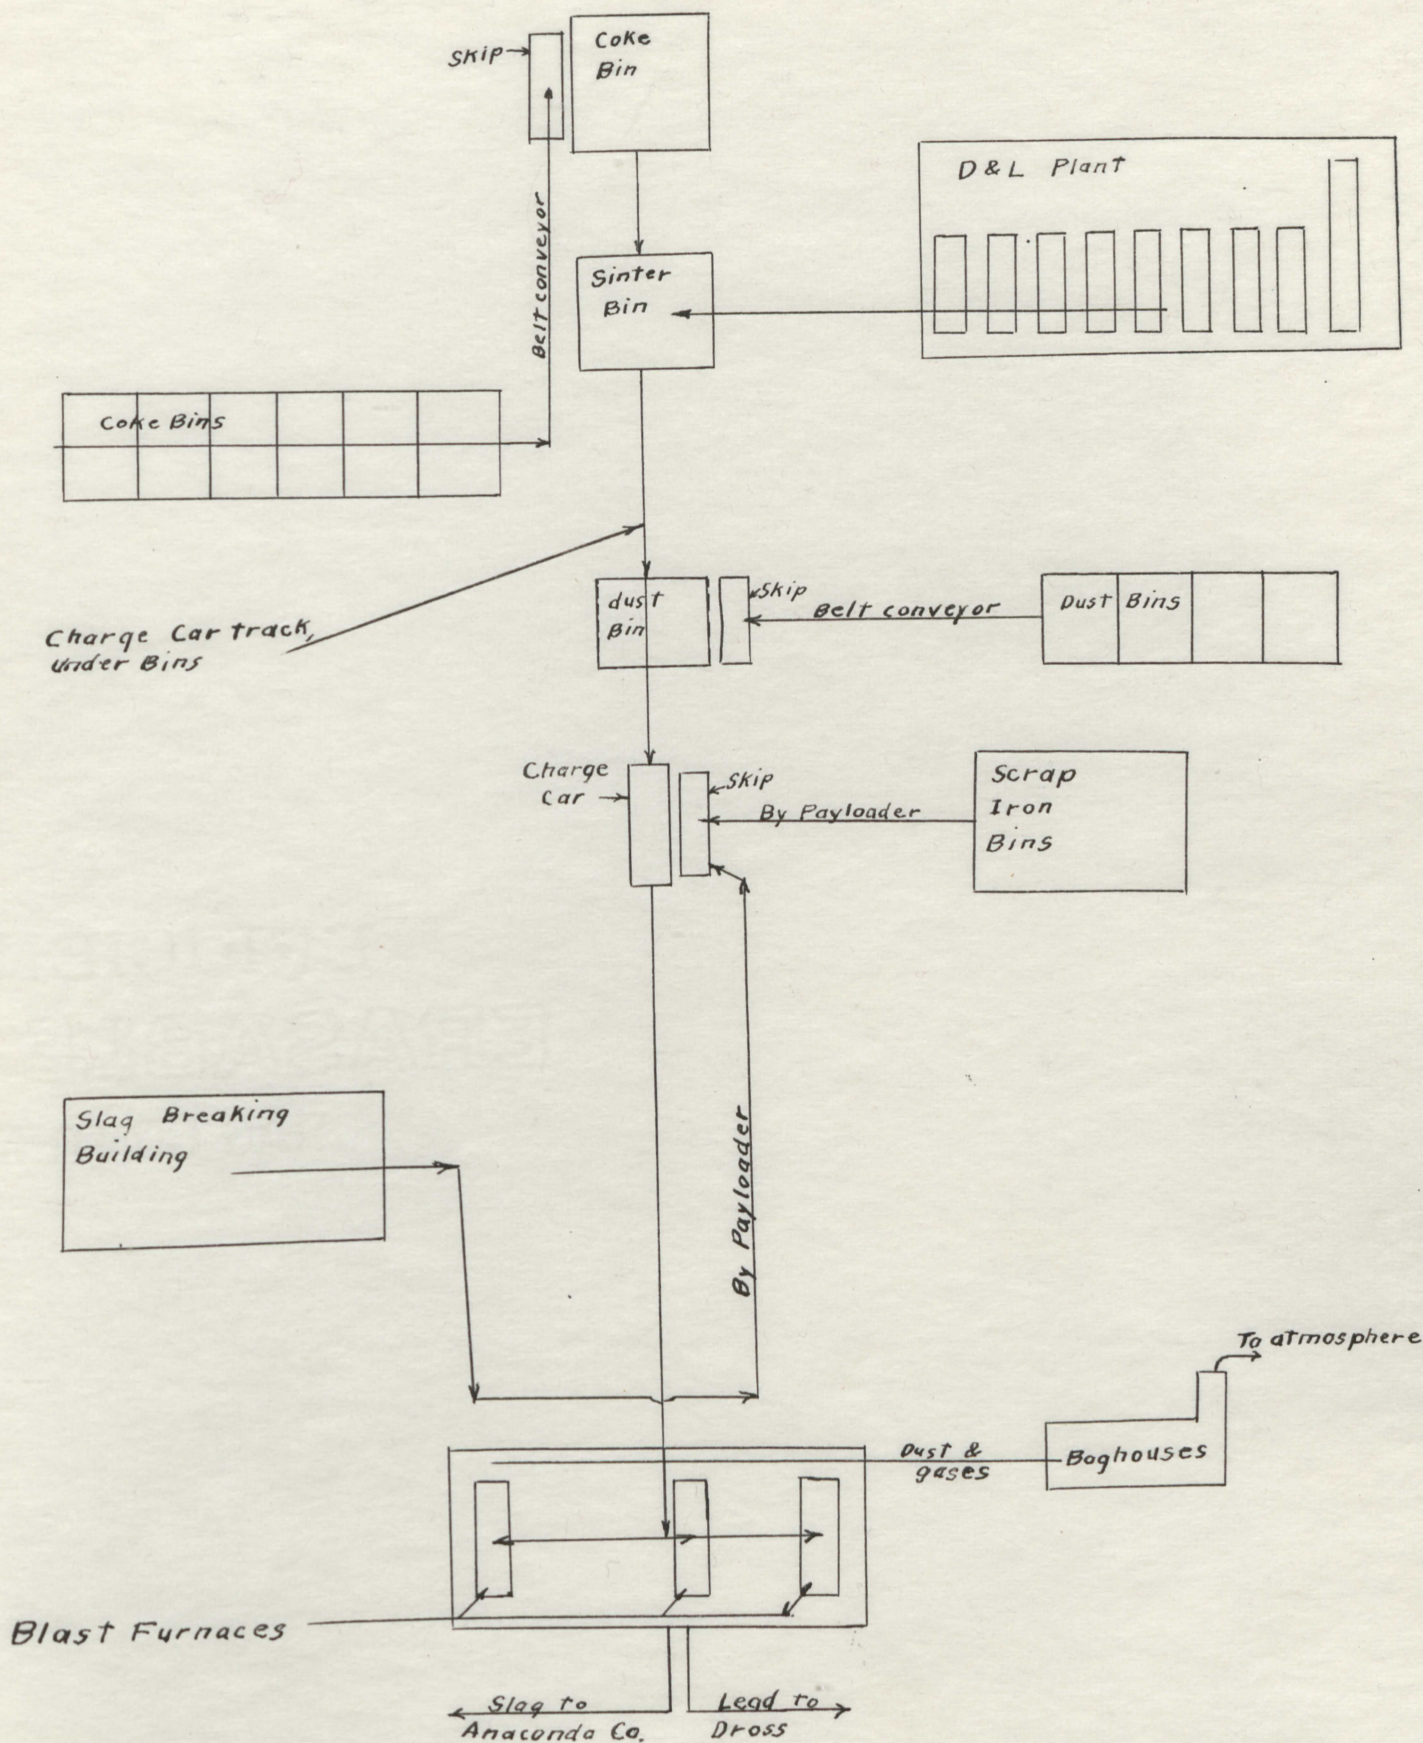 Coke
Bin
Skip
D & L Plant
Belt conveyor
Sinter
Bin
Coke Bins
Charge Car track,
under Bins
dust
Bin
Skip
Belt conveyor
Dust Bins
Charge
Car
Skip
By Payloader
Scrap
Iron
Bins
Slag Breaking
Building
By Payloader
To atmosphere
Dust &
gases
Baghouses
Blast Furnaces
Slag to
Anaconda Co.
Lead to
Dross